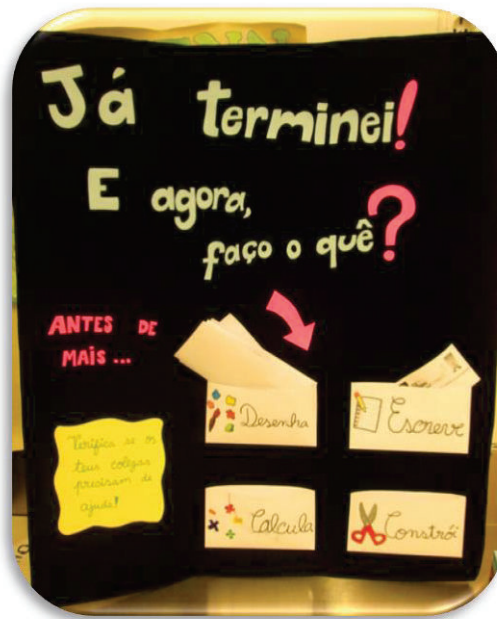 Já terminei!
E agora,
faço o quê?
ANTES DE
MAIS...
Verifica se os
teus colegas
precisam de
ajuda!
Desenha
Escreve
Calcula
Constrói